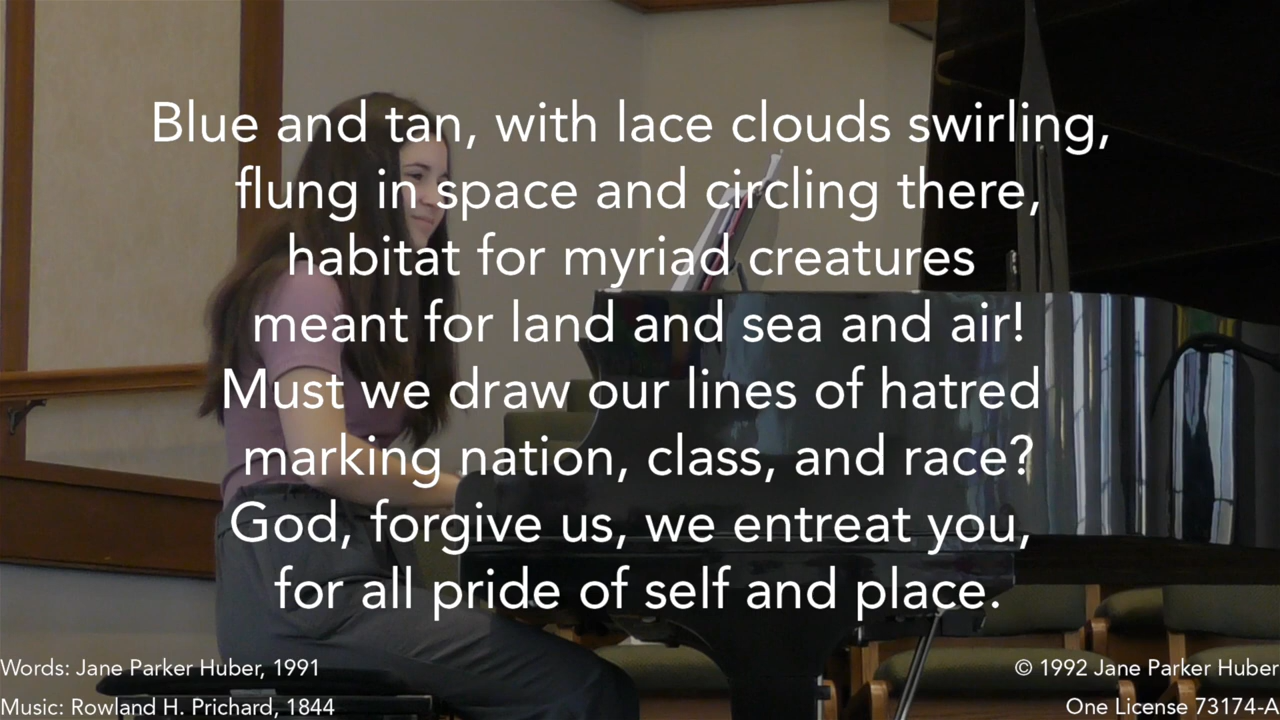 Blue and tan, with lace clouds swirling,
flung in space and circling there,
habitat for myriad creatures
meant for land and sea and air!
Must we draw our lines of hatred
marking nation, class, and race?
God, forgive us, we entreat you,
for all pride of self and place.
Words: Jane Parker Huber, 1991
Music: Rowland H. Prichard, 1844
© 1992 Jane Parker Huber
One License 73174-A